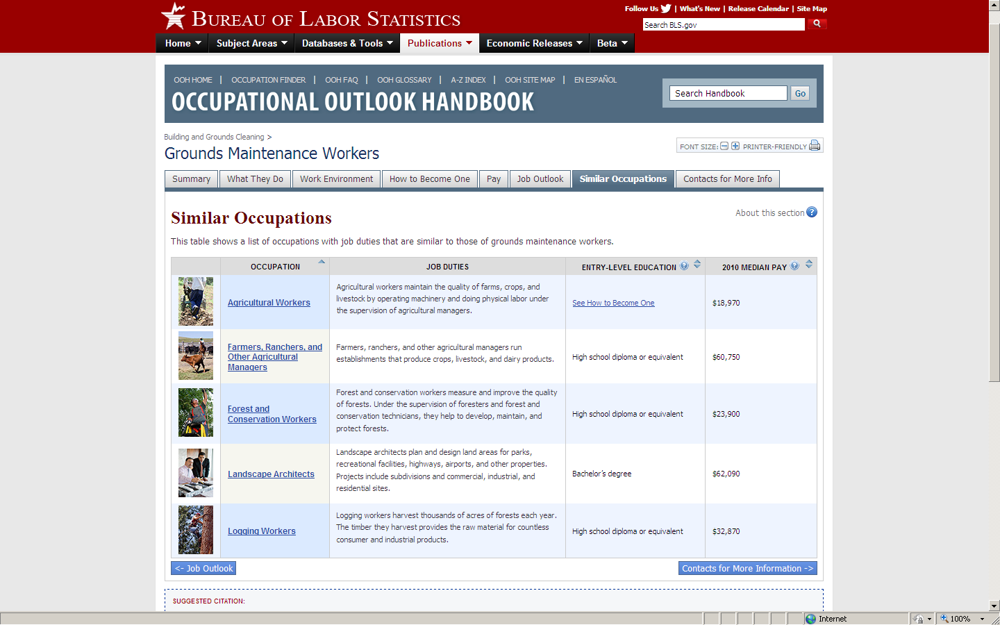 BUREAU OF LABOR STATISTICS
Follow Us | What's New | Release Calendar | Site Map
Search BLS.gov
Home Subject Areas Databases & Tools Publications Economic Releases Beta
OOH HOME | OCCUPATION FINDER | OOH FAQ | OOH GLOSSARY | A-Z INDEX | OOH SITE MAP | EN ESPAÑOL
OCCUPATIONAL OUTLOOK HANDBOOK
Search Handbook Go
Building and Grounds Cleaning >
Grounds Maintenance Workers
FONT SIZE: PRINTER-FRIENDLY
Summary What They Do Work Environment How to Become One Pay Job Outlook Similar Occupations Contacts for More Info
Similar Occupations
About this section ?
This table shows a list of occupations with job duties that are similar to those of grounds maintenance workers.
OCCUPATION JOB DUTIES ENTRY-LEVEL EDUCATION ? 2010 MEDIAN PAY ?
Agricultural Workers
Agricultural workers maintain the quality of farms, crops, and
livestock by operating machinery and doing physical labor under
the supervision of agricultural managers.
See How to Become One
$18,970
Farmers, Ranchers, and
Other Agricultural
Managers
Farmers, ranchers, and other agricultural managers run
establishments that produce crops, livestock, and dairy products.
High school diploma or equivalent
$60,750
Forest and
Conservation Workers
Forest and conservation workers measure and improve the quality
of forests. Under the supervision of foresters and forest and
conservation technicians, they help to develop, maintain, and
protect forests.
High school diploma or equivalent
$23,900
Landscape Architects
Landscape architects plan and design land areas for parks,
recreational facilities, highways, airports, and other properties.
Projects include subdivisions and commercial, industrial, and
residential sites.
Bachelor's degree
$62,090
Logging Workers
Logging workers harvest thousands of acres of forests each year.
The timber they harvest provides the raw material for countless
consumer and industrial products.
High school diploma or equivalent
$32,870
<- Job Outlook
Contacts for More Information ->
SUGGESTED CITATION:
Internet
100%